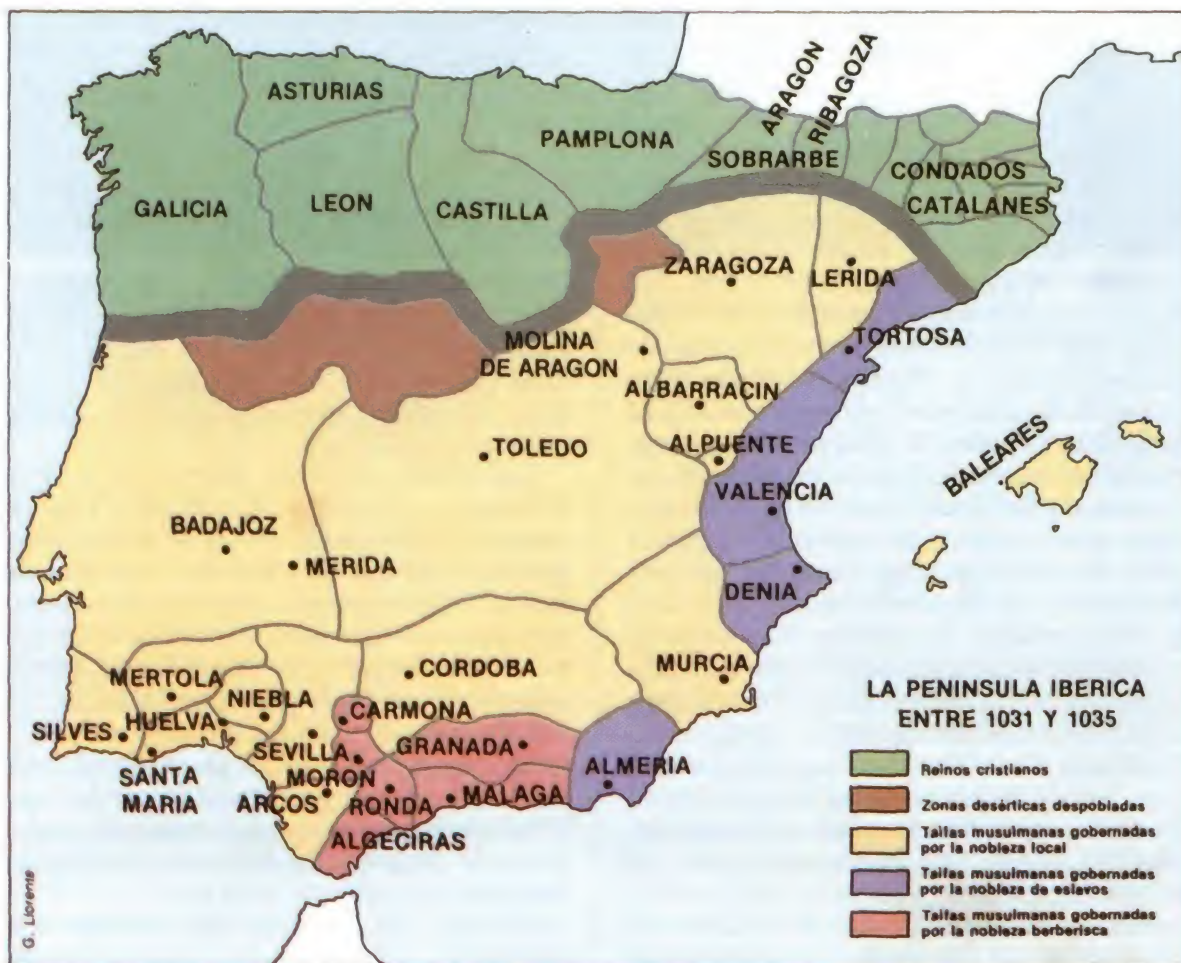 ASTURIAS
ARAGON
RIBAGOZA
PAMPLONA
SOBRARBE
CONDADOS
CATALANES
GALICIA
LEON
CASTILLA
ZARAGOZA
LERIDA
MOLINA
DE ARAGON
TORTOSA
ALBARRACIN
TOLEDO
ALPUENTE
BALEARES
VALENCIA
BADAJOZ
MERIDA
DENIA
MERTOLA
CORDOBA
MURCIA
NIEBLA
HUELVA
CARMONA
SILVES
SEVILLA
GRANADA
SANTA
MARIA
MORON
ARCOS
RONDA
MALAGA
ALMERIA
ALGECIRAS
LA PENINSULA IBERICA
ENTRE 1031 Y 1035
Reinos cristianos
Zonas desérticas despobladas
Taifas musulmanas gobernadas
por la nobleza local
Taifas musulmanas gobernadas
por la nobleza de eslavos
Taifas musulmanas gobernadas
por la nobleza berberisca
G. Llorente